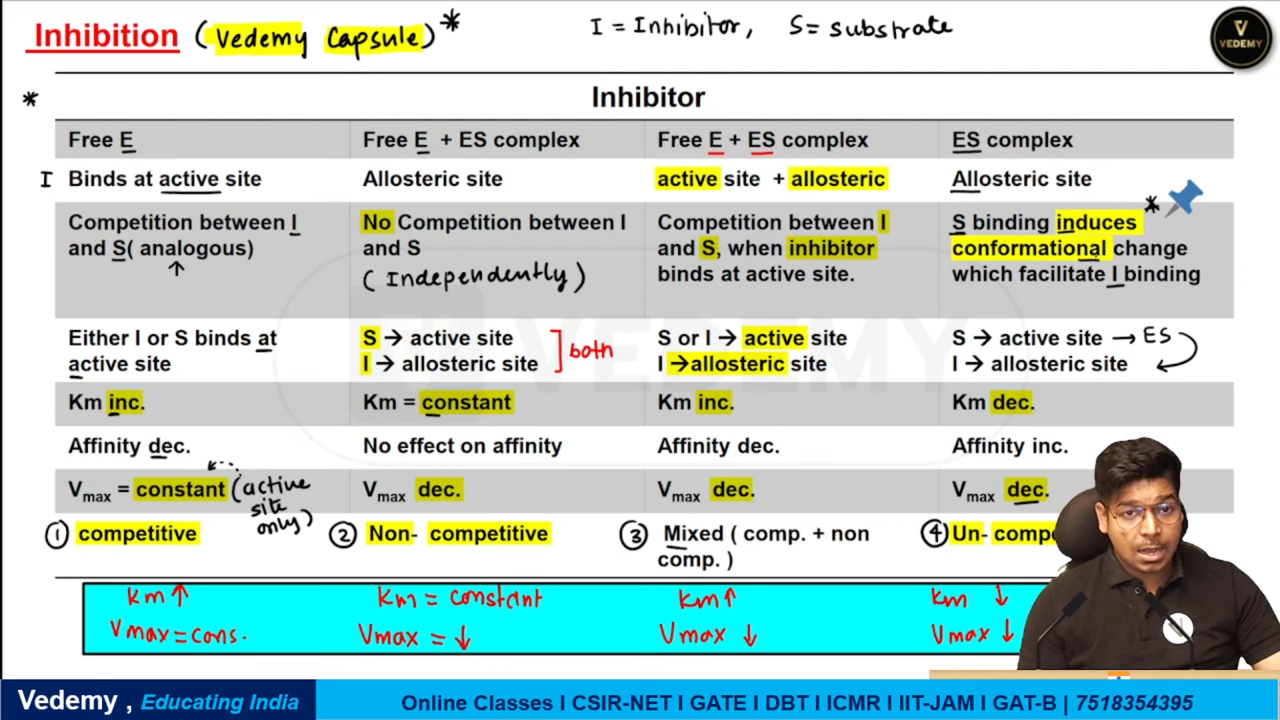 Inhibition (Vedemy Capsule)*
I = Inhibitor, S = substrate
V
VEDEMY
* Inhibitor
Free E
Free E + ES complex
Free E + ES complex
ES complex
I Binds at active site
Allosteric site
active site + allosteric
Allosteric site
Competition between I
and S( analogous)
↑
No Competition between I
and S
(Independently)
Competition between I
and S, when inhibitor
binds at active site.
S binding induces *
conformational change
which facilitate I binding
Either I or S binds at
active site
S → active site
I → allosteric site
] both
S or I → active site
I → allosteric site
S → active site → ES
I → allosteric site
Km inc.
Km = constant
Km inc.
Km dec.
Affinity dec.
No effect on affinity
Affinity dec.
Affinity inc.
Vmax = constant (active
site
only)
Vmax dec.
Vmax dec.
Vmax dec.
① competitive
② Non- competitive
③ Mixed ( comp. + non
comp. )
④ Un- comp
Km ↑
Vmax = cons.
Km = constant
Vmax = ↓
Km ↑
Vmax ↓
Km ↓
Vmax ↓
VEDEMY
Vedemy , Educating India
Online Classes I CSIR-NET I GATE I DBT I ICMR I IIT-JAM I GAT-B | 7518354395